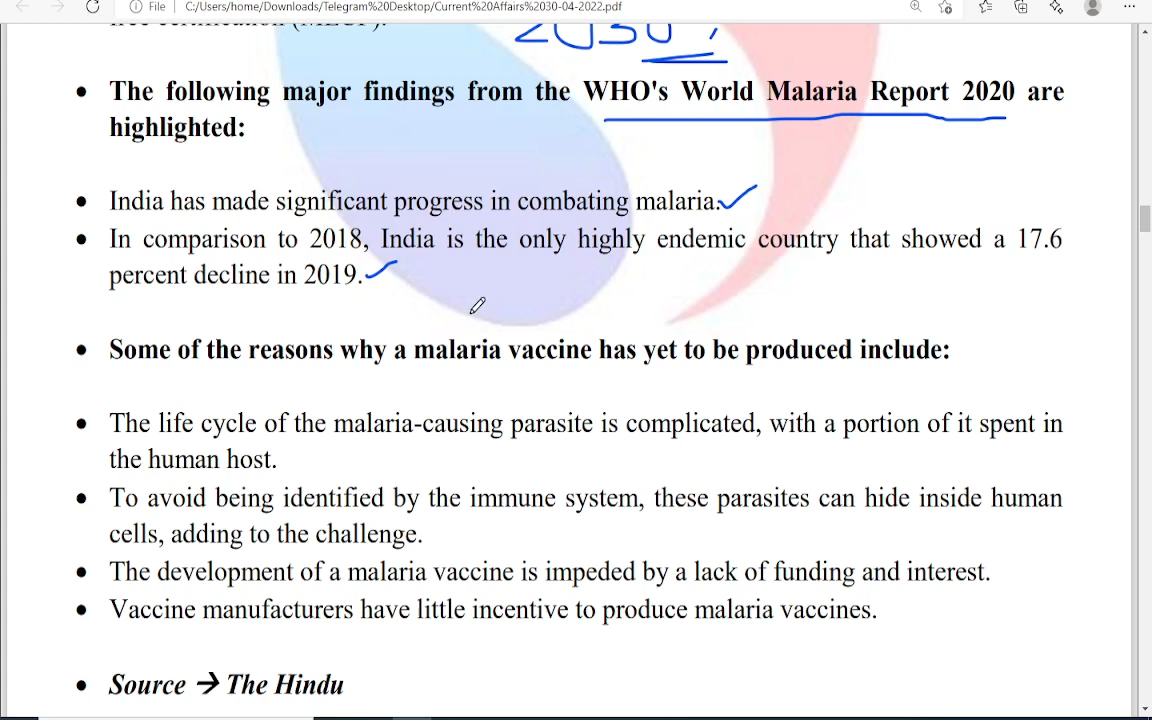 File
C:/Users/home/Downloads/Telegram%20Desktop/Current%20Affairs%2030-04-2022.pdf
2030
• The following major findings from the WHO's World Malaria Report 2020 are
highlighted:
• India has made significant progress in combating malaria.
• In comparison to 2018, India is the only highly endemic country that showed a 17.6
percent decline in 2019.
• Some of the reasons why a malaria vaccine has yet to be produced include:
• The life cycle of the malaria-causing parasite is complicated, with a portion of it spent in
the human host.
• To avoid being identified by the immune system, these parasites can hide inside human
cells, adding to the challenge.
• The development of a malaria vaccine is impeded by a lack of funding and interest.
• Vaccine manufacturers have little incentive to produce malaria vaccines.
• Source → The Hindu